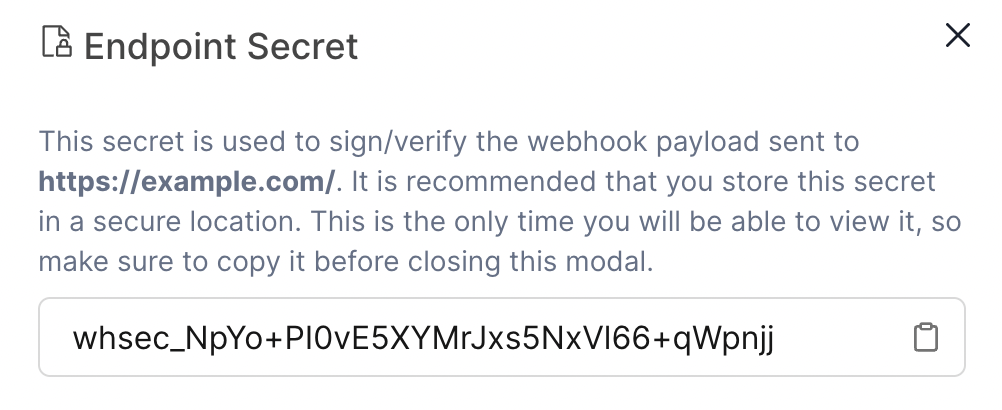 Endpoint Secret
This secret is used to sign/verify the webhook payload sent to
https://example.com/. It is recommended that you store this secret
in a secure location. This is the only time you will be able to view it, so
make sure to copy it before closing this modal.
whsec_NpYo+PI0vE5XYMrJxs5NxVI66+qWpnjj